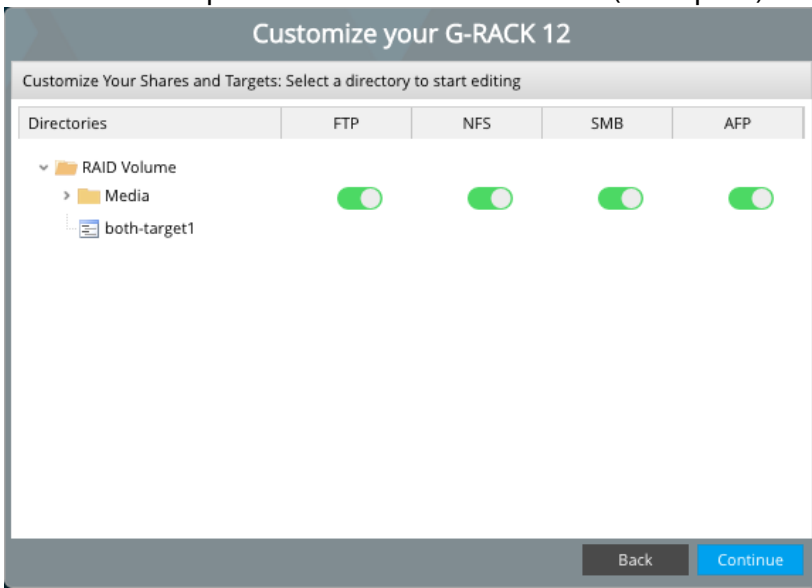 Customize your G-RACK 12
Customize Your Shares and Targets: Select a directory to start editing
Directories FTP NFS SMB AFP
RAID Volume
Media
both-target1
Back Continue